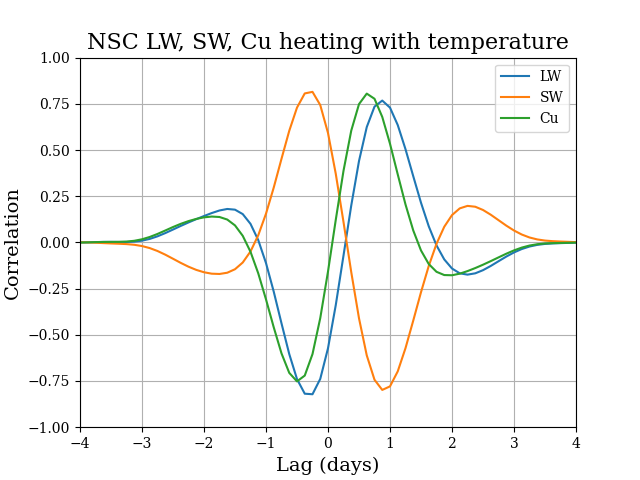 NSC LW, SW, Cu heating with temperature
1.00
0.75
0.50
0.25
0.00
−0.25
−0.50
−0.75
−1.00
Correlation
LW
SW
Cu
−4 −3 −2 −1 0 1 2 3 4
Lag (days)